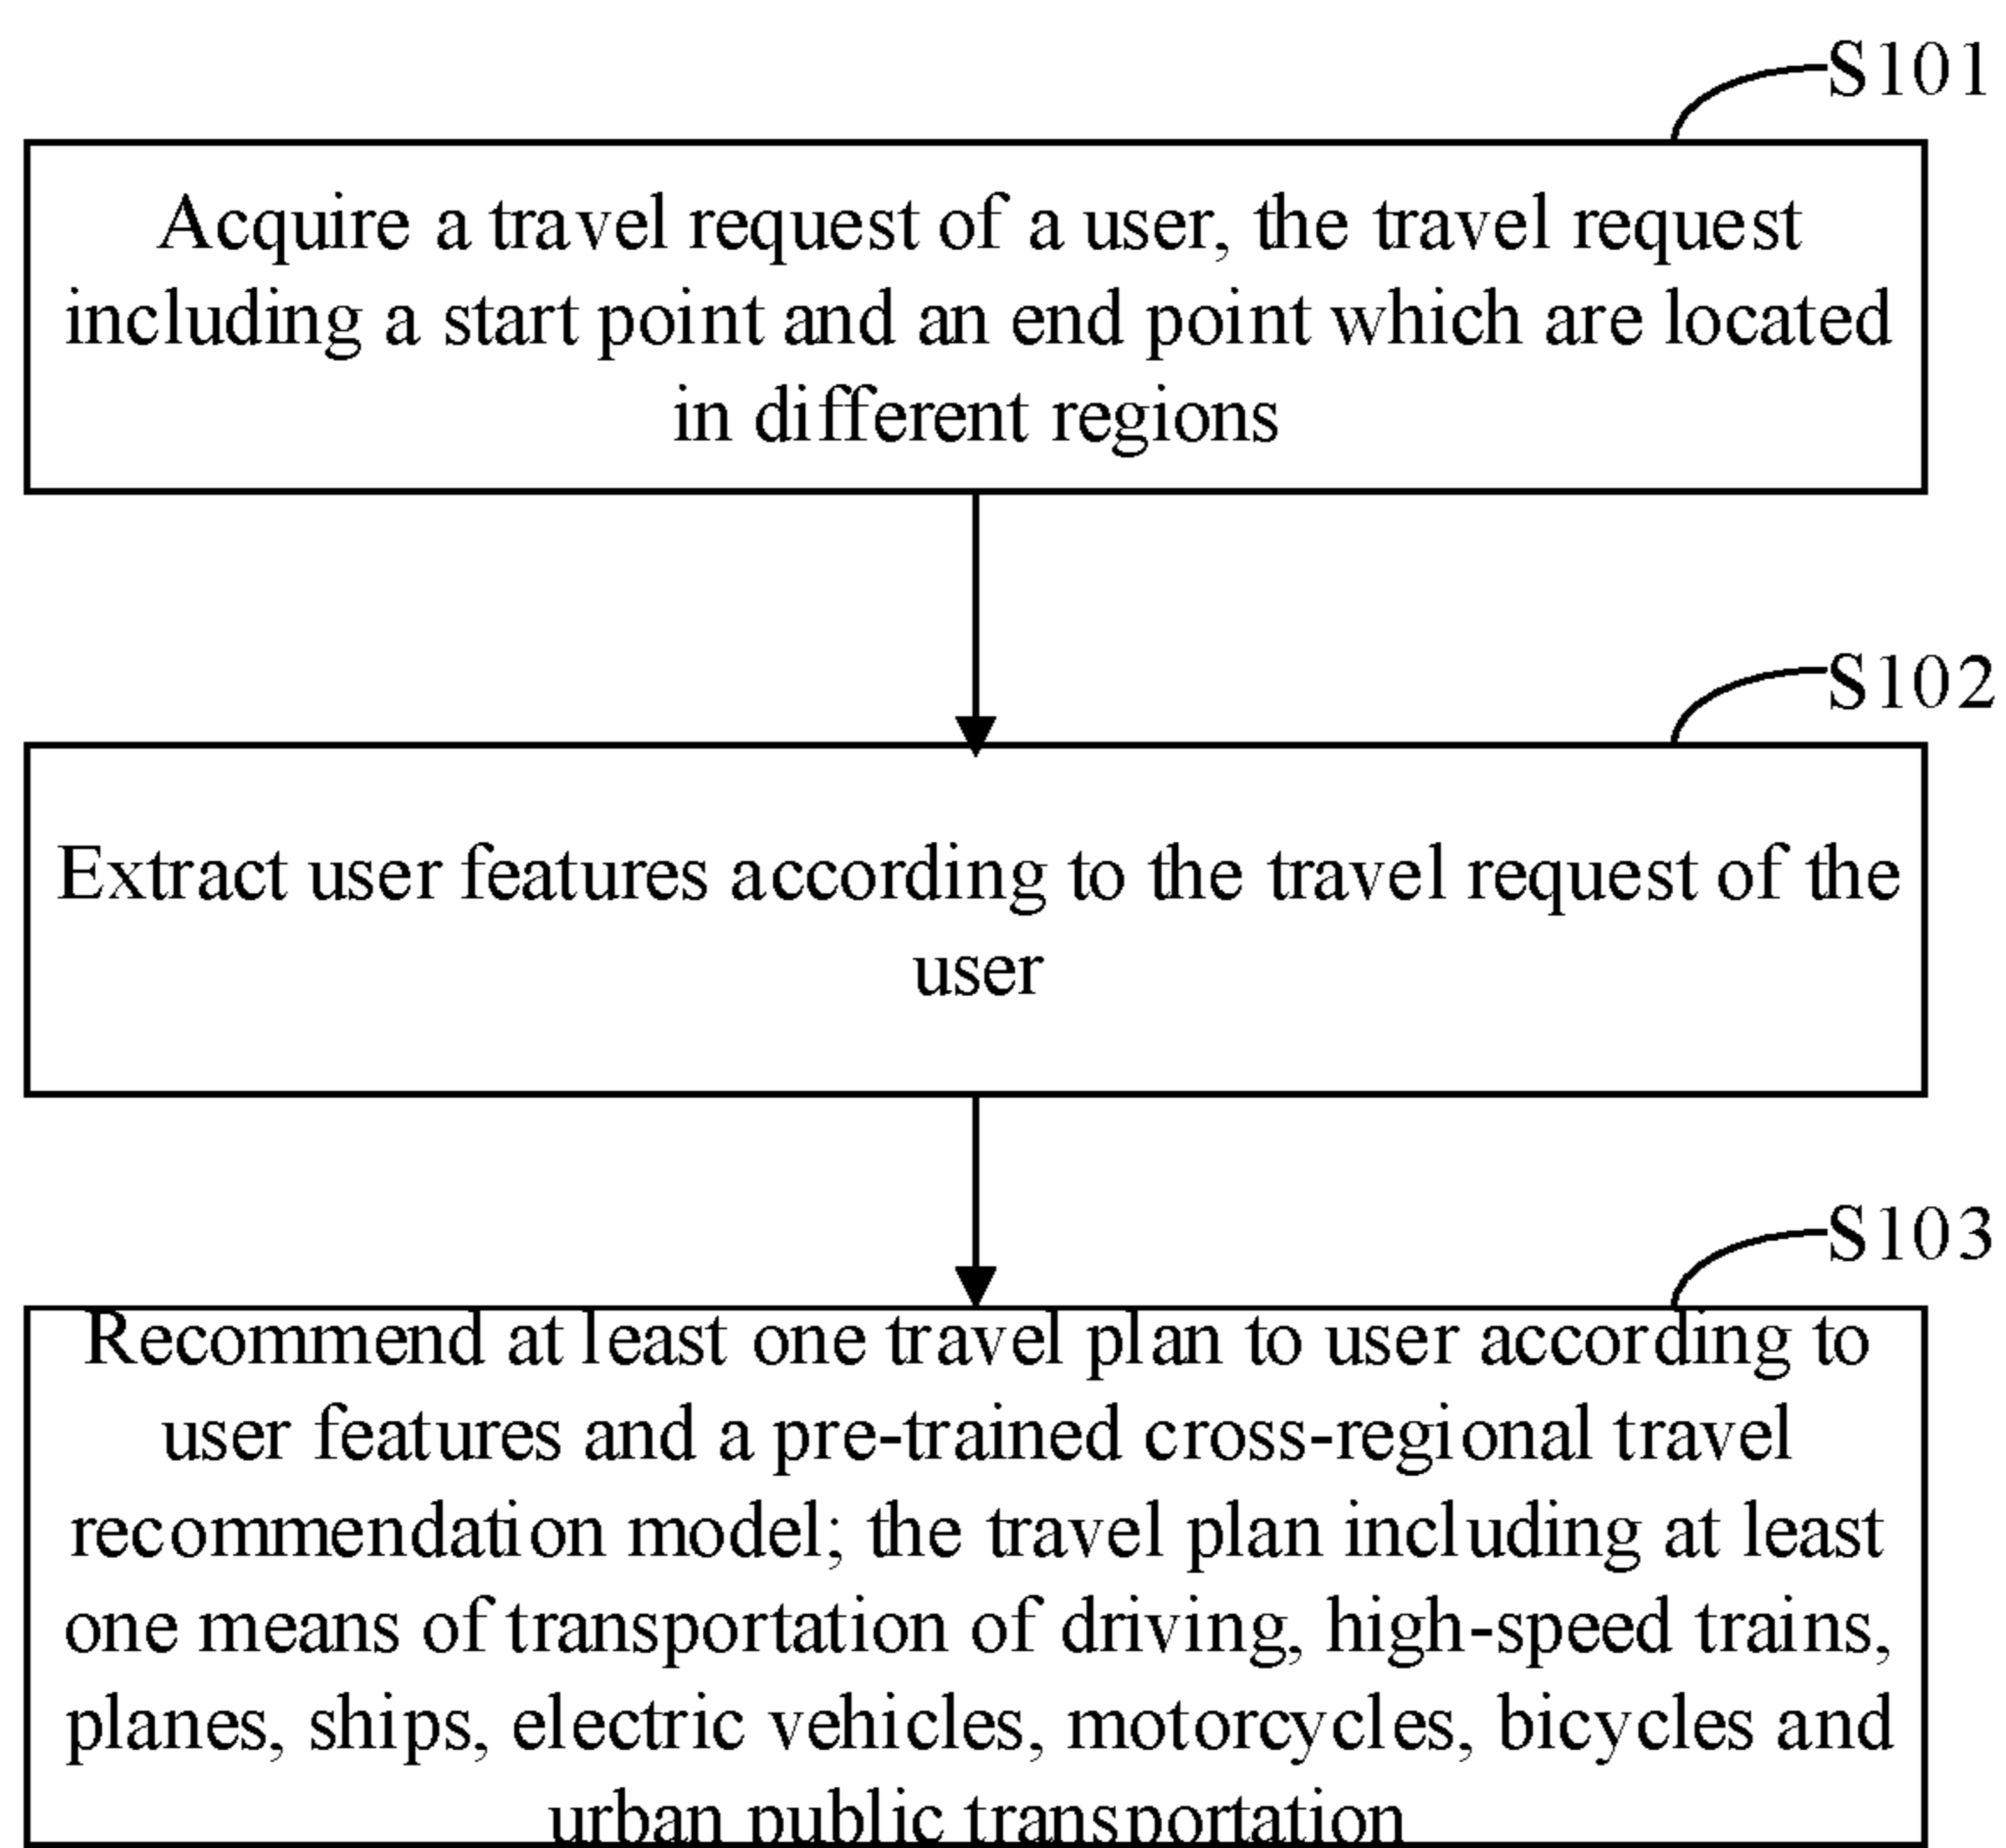 S101
Acquire a travel request of a user, the travel request
including a start point and an end point which are located
in different regions
S102
Extract user features according to the travel request of the
user
S103
Recommend at least one travel plan to user according to
user features and a pre-trained cross-regional travel
recommendation model; the travel plan including at least
one means of transportation of driving, high-speed trains,
planes, ships, electric vehicles, motorcycles, bicycles and
urban public transportation